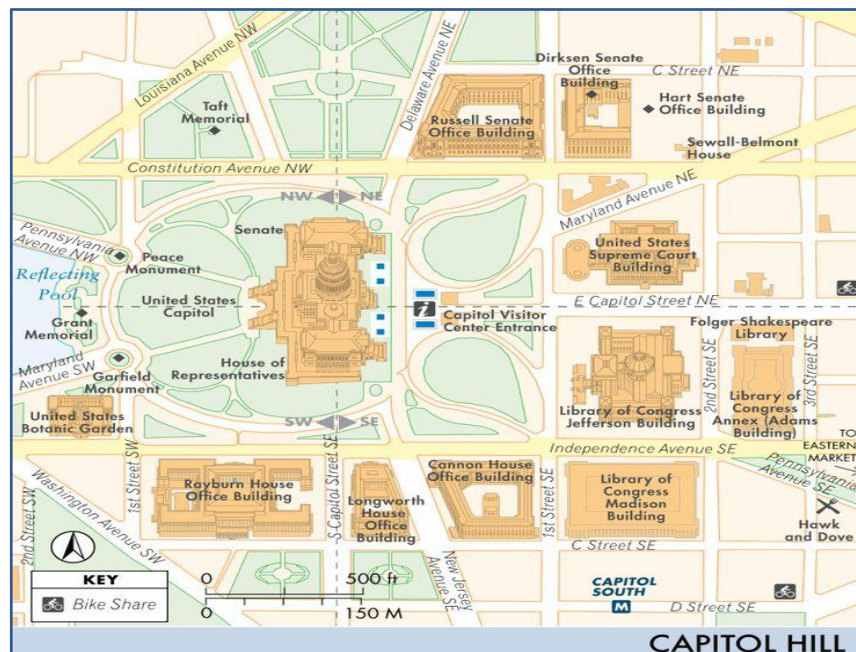 Louisiana Avenue NW
Delaware Avenue NE
Dirksen Senate
Office
Building
C Street NE
Taft
Memorial
Russell Senate
Office Building
Hart Senate
Office Building
Sewall-Belmont
House
Constitution Avenue NW
Maryland Avenue NE
NW NE
Senate
Pennsylvania
Avenue NW
Peace
Monument
United States
Supreme Court
Building
Reflecting
Pool
United States
Capitol
E Capitol Street NE
i
Capitol Visitor
Center Entrance
Grant
Memorial
Folger Shakespeare
Library
Maryland
Avenue SW
Garfield
Monument
House of
Representatives
2nd Street SE
3rd Street SE
United States
Botanic Garden
Library of Congress
Jefferson Building
Library of
Congress
Annex (Adams
Building)
SW SE
TO
EASTERN
MARKET
Independence Avenue SE
Pennsylvania
Avenue SE
1st Street SW
S Capitol Street SE
Rayburn House
Office Building
Cannon House
Office Building
Longworth
House
Office
Building
Library of
Congress
Madison
Building
1st Street SE
2nd Street SW
Washington Avenue SW
Hawk
and Dove
C Street SE
New Jersey
Avenue SE
KEY
Bike Share
0 500 ft
0 150 M
CAPITOL
SOUTH
M
D Street SE
CAPITOL HILL